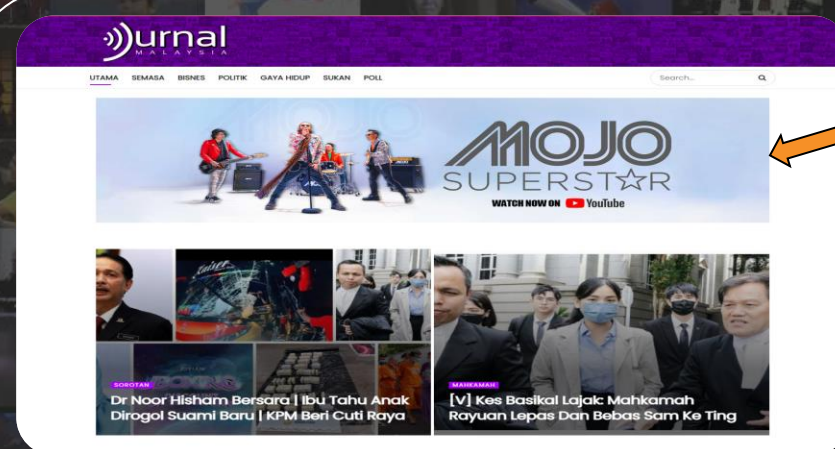 Jurnal
MALAYSIA
UTAMA SEMASA BISNES POLITIK GAYA HIDUP SUKAN POLL
Search...
MOJO
SUPERSTAR
WATCH NOW ON YouTube
SOROTAN
Dr Noor Hisham Bersara | Ibu Tahu Anak
Dirogol Suami Baru | KPM Beri Cuti Raya
MAHKAMAH
[V] Kes Basikal Lajak: Mahkamah
Rayuan Lepas Dan Bebas Sam Ke Ting